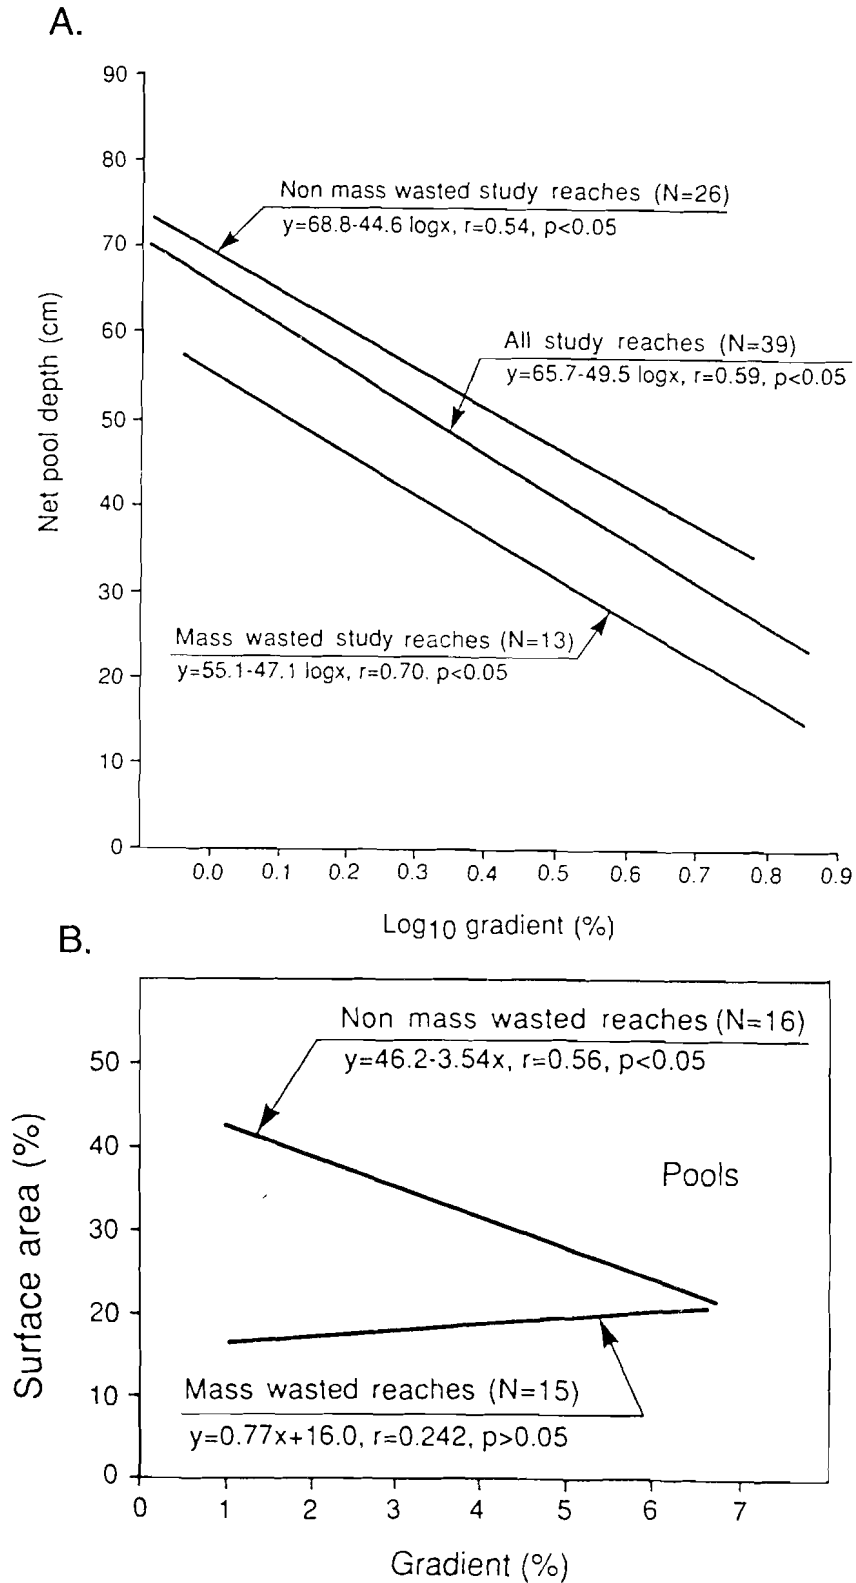 A.
90
80
70
60
50
40
30
20
10
0
Net pool depth (cm)
Non mass wasted study reaches (N=26)
y=68.8-44.6 logx, r=0.54, p<0.05
All study reaches (N=39)
y=65.7-49.5 logx, r=0.59, p<0.05
Mass wasted study reaches (N=13)
y=55.1-47.1 logx, r=0.70. p<0.05
0.0 0.1 0.2 0.3 0.4 0.5 0.6 0.7 0.8 0.9
Log10 gradient (%)
B.
50
40
30
20
10
0
Surface area (%)
Non mass wasted reaches (N=16)
y=46.2-3.54x, r=0.56, p<0.05
Pools
Mass wasted reaches (N=15)
y=0.77x+16.0, r=0.242, p>0.05
0 1 2 3 4 5 6 7
Gradient (%)